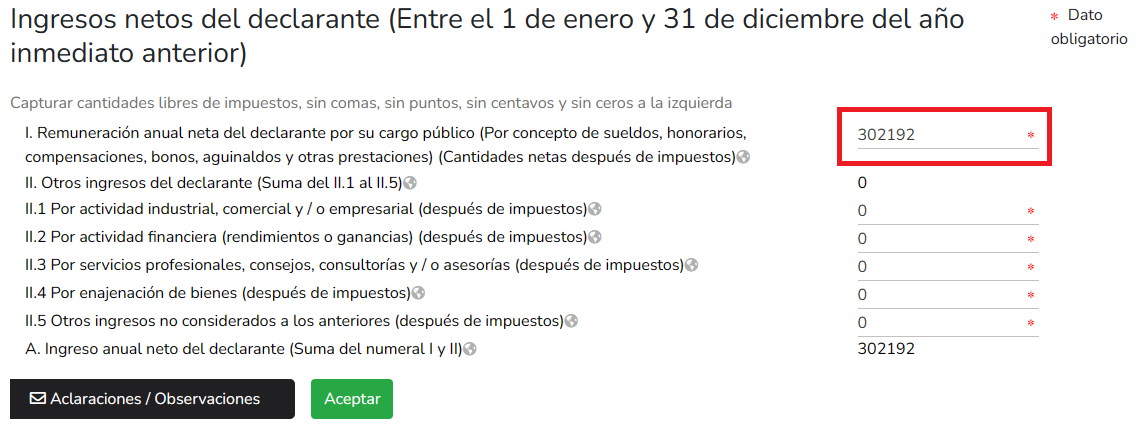 Ingresos netos del declarante (Entre el 1 de enero y 31 de diciembre del año
inmediato anterior)
* Dato
obligatorio
Capturar cantidades libres de impuestos, sin comas, sin puntos, sin centavos y sin ceros a la izquierda
I. Remuneración anual neta del declarante por su cargo público (Por concepto de sueldos, honorarios,
compensaciones, bonos, aguinaldos y otras prestaciones) (Cantidades netas después de impuestos)
302192 *
II. Otros ingresos del declarante (Suma del II.1 al II.5) 0
II.1 Por actividad industrial, comercial y / o empresarial (después de impuestos) 0 *
II.2 Por actividad financiera (rendimientos o ganancias) (después de impuestos) 0 *
II.3 Por servicios profesionales, consejos, consultorías y / o asesorías (después de impuestos) 0 *
II.4 Por enajenación de bienes (después de impuestos) 0 *
II.5 Otros ingresos no considerados a los anteriores (después de impuestos) 0 *
A. Ingreso anual neto del declarante (Suma del numeral I y II) 302192
Aclaraciones / Observaciones Aceptar